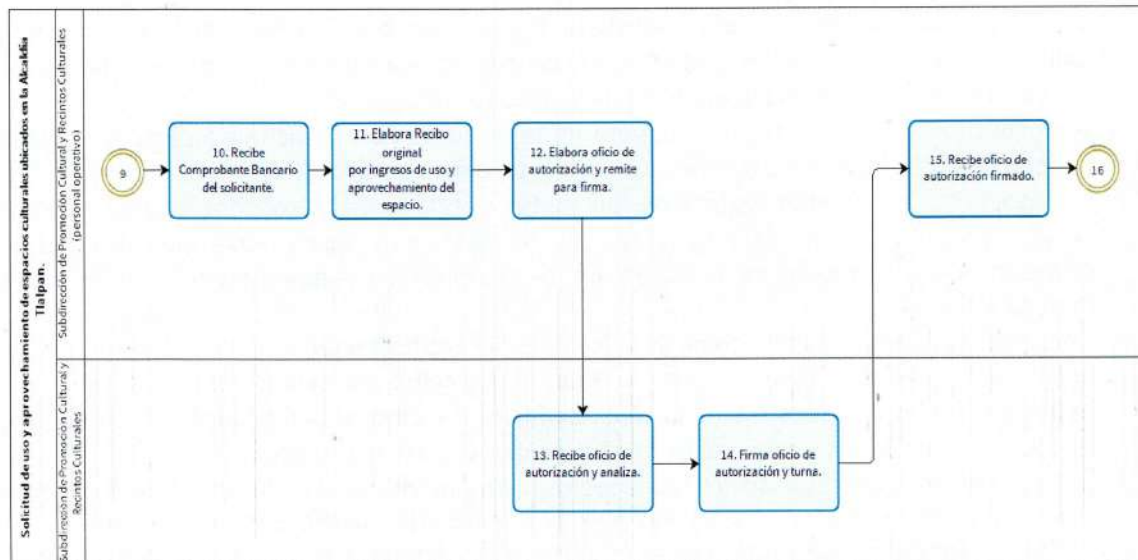 Solicitud de uso y aprovechamiento de espacios culturales ubicados en la Alcaldía
Tlalpan.
Subdirección de Promoción Cultural y Recintos Culturales
(personal operativo)
9
10. Recibe
Comprobante Bancario
del solicitante.
11. Elabora Recibo
original
por ingresos de uso y
aprovechamiento del
espacio.
12. Elabora oficio de
autorización y remite
para firma.
15. Recibe oficio de
autorización firmado.
16
Subdirección de Promoción Cultural y
Recintos Culturales
13. Recibe oficio de
autorización y analiza.
14. Firma oficio de
autorización y turna.